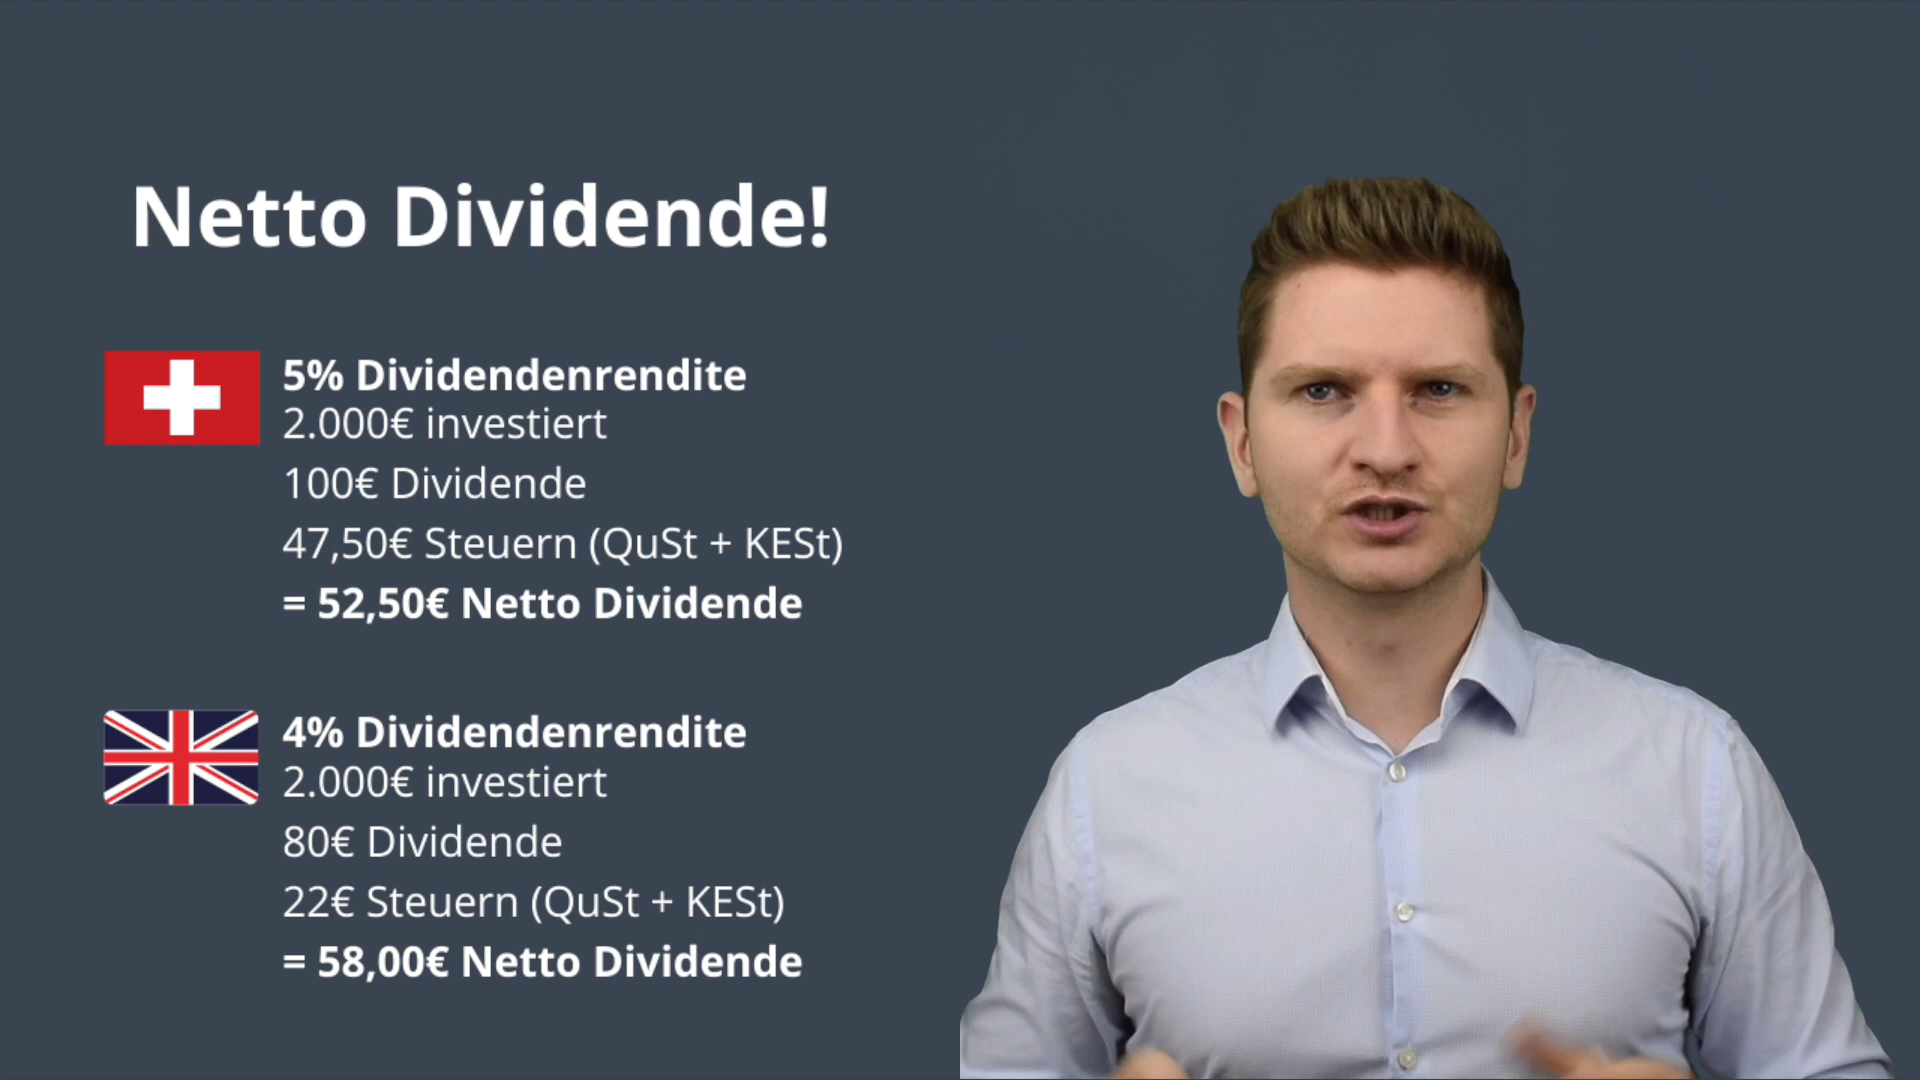 Netto Dividende!
5% Dividendenrendite
2.000€ investiert
100€ Dividende
47,50€ Steuern (QuSt + KESt)
= 52,50€ Netto Dividende
4% Dividendenrendite
2.000€ investiert
80€ Dividende
22€ Steuern (QuSt + KESt)
= 58,00€ Netto Dividende